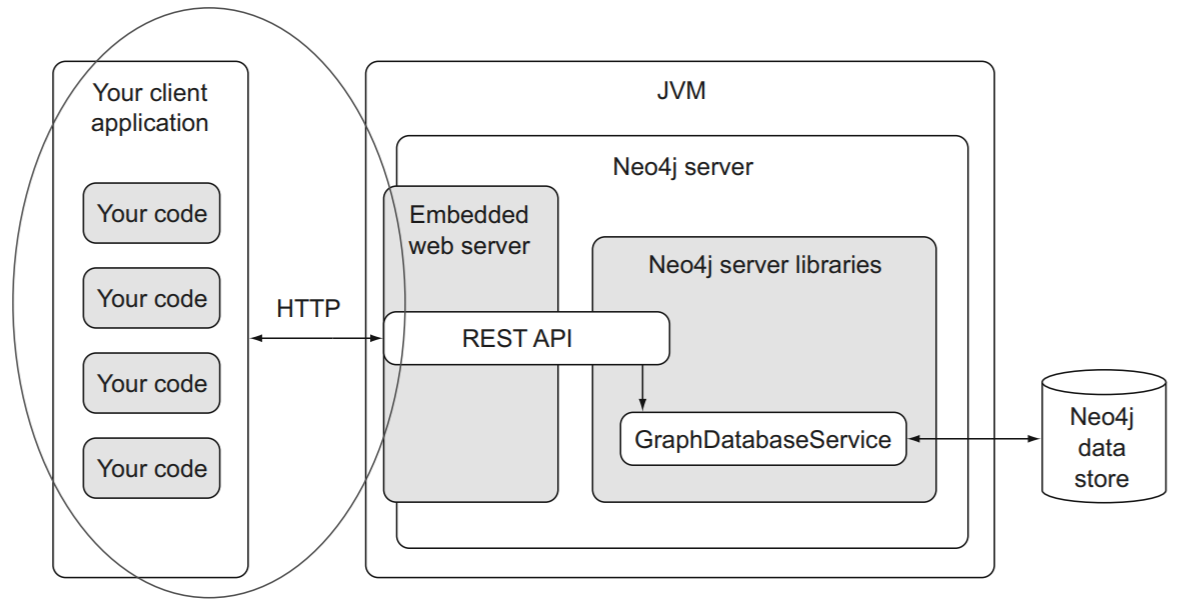 Your client
application
Your code
Your code
Your code
Your code
HTTP
JVM
Neo4j server
Embedded
web server
Neo4j server libraries
REST API
GraphDatabaseService
Neo4j
data
store